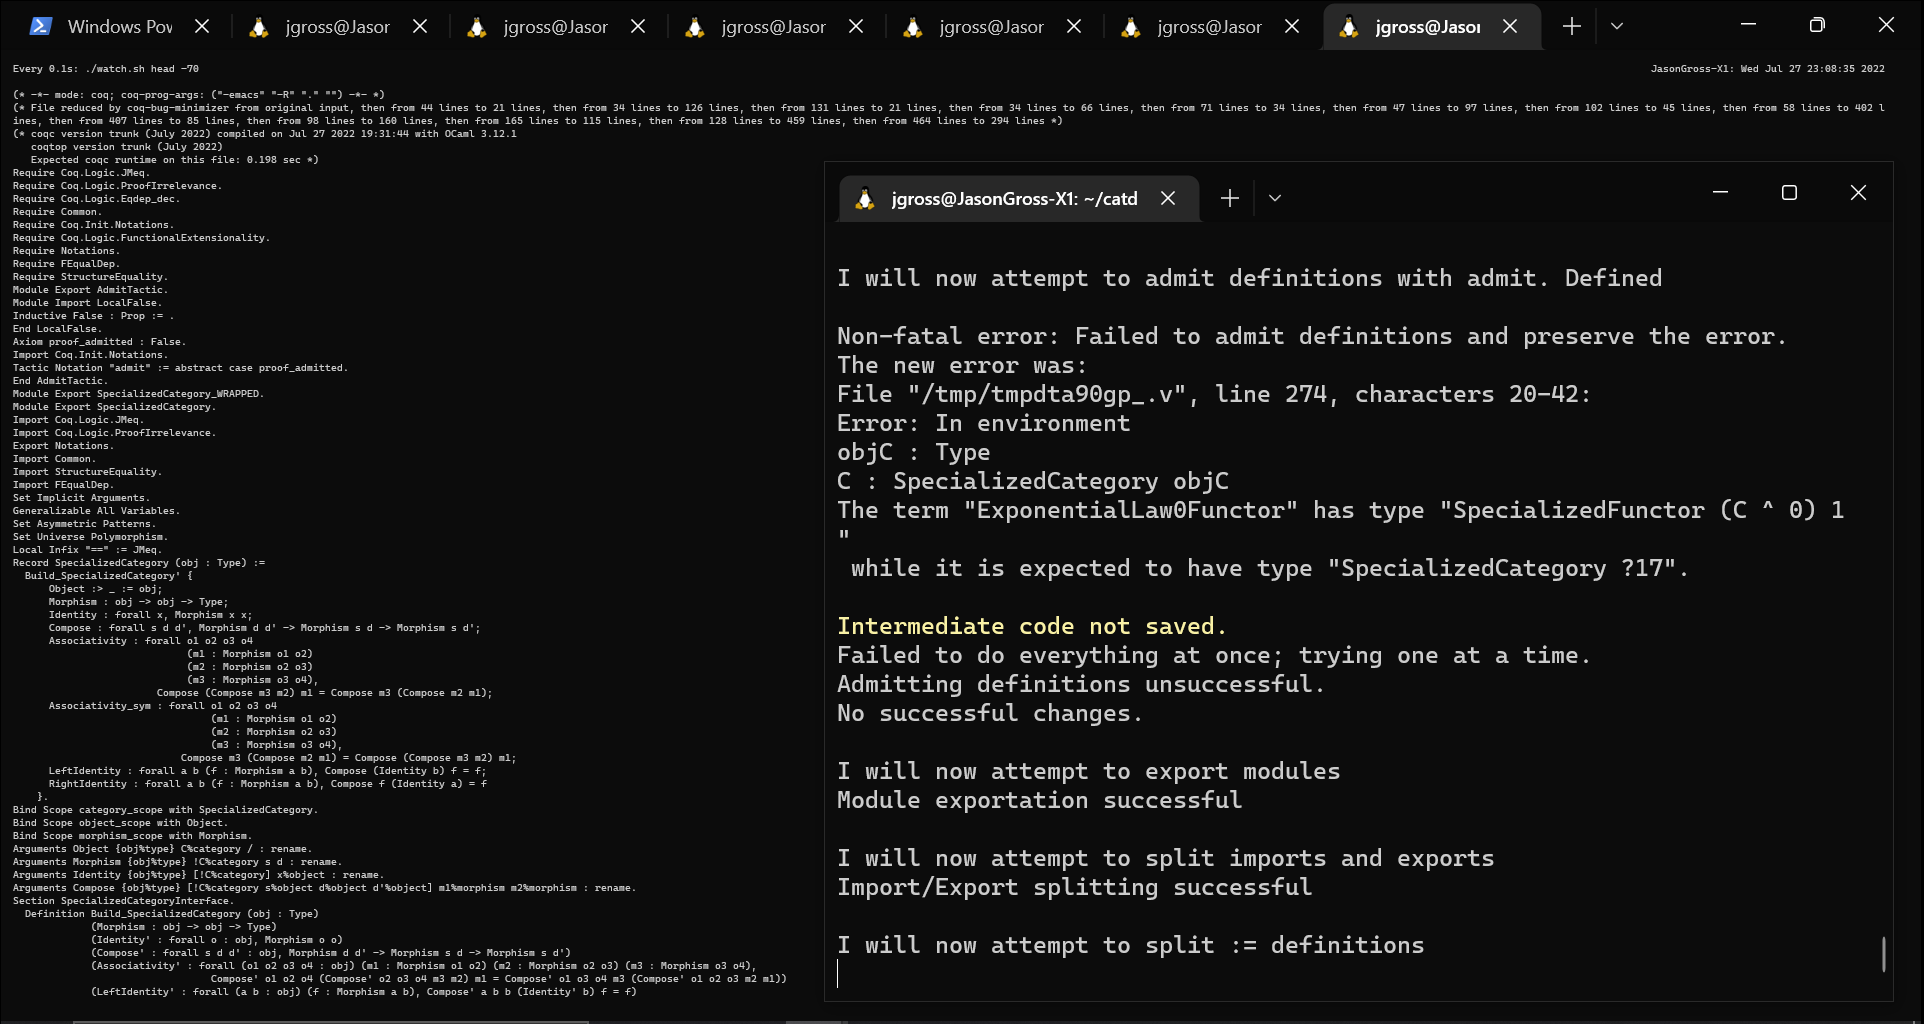 Windows Pow
jgross@Jasor
jgross@Jasor
jgross@Jasor
jgross@Jasor
jgross@Jasor
jgross@Jasor
Every 0.1s: ./watch.sh head -70
JasonGross-X1: Wed Jul 27 23:08:35 2022
(* -*- mode: coq; coq-prog-args: ("-emacs" "-R" "." "") -*- *)
(* File reduced by coq-bug-minimizer from original input, then from 44 lines to 21 lines, then from 34 lines to 126 lines, then from 131 lines to 21 lines, then from 34 lines to 66 lines, then from 71 lines to 34 lines, then from 47 lines to 97 lines, then from 102 lines to 45 lines, then from 58 lines to 402 l
ines, then from 407 lines to 85 lines, then from 98 lines to 160 lines, then from 165 lines to 115 lines, then from 128 lines to 459 lines, then from 464 lines to 294 lines *)
(* coqc version trunk (July 2022) compiled on Jul 27 2022 19:31:44 with OCaml 3.12.1
coqtop version trunk (July 2022)
Expected coqc runtime on this file: 0.198 sec *)
Require Coq.Logic.JMeq.
Require Coq.Logic.ProofIrrelevance.
Require Coq.Logic.Eqdep_dec.
Require Common.
Require Coq.Init.Notations.
Require Coq.Logic.FunctionalExtensionality.
Require Notations.
Require FEqualDep.
Require StructureEquality.
Module Export AdmitTactic.
Module Import LocalFalse.
Inductive False : Prop := .
End LocalFalse.
Axiom proof_admitted : False.
Import Coq.Init.Notations.
Tactic Notation "admit" := abstract case proof_admitted.
End AdmitTactic.
Module Export SpecializedCategory_WRAPPED.
Module Export SpecializedCategory.
Import Coq.Logic.JMeq.
Import Coq.Logic.ProofIrrelevance.
Export Notations.
Import Common.
Import StructureEquality.
Import FEqualDep.
Set Implicit Arguments.
Generalizable All Variables.
Set Asymmetric Patterns.
Set Universe Polymorphism.
Local Infix "==" := JMeq.
Record SpecializedCategory (obj : Type) :=
Build_SpecializedCategory' {
Object :> _ := obj;
Morphism : obj -> obj -> Type;
Identity : forall x, Morphism x x;
Compose : forall s d d', Morphism d d' -> Morphism s d -> Morphism s d';
Associativity : forall o1 o2 o3 o4
(m1 : Morphism o1 o2)
(m2 : Morphism o2 o3)
(m3 : Morphism o3 o4),
Compose (Compose m3 m2) m1 = Compose m3 (Compose m2 m1);
Associativity_sym : forall o1 o2 o3 o4
(m1 : Morphism o1 o2)
(m2 : Morphism o2 o3)
(m3 : Morphism o3 o4),
Compose m3 (Compose m2 m1) = Compose (Compose m3 m2) m1;
LeftIdentity : forall a b (f : Morphism a b), Compose (Identity b) f = f;
RightIdentity : forall a b (f : Morphism a b), Compose f (Identity a) = f
}.
Bind Scope category_scope with SpecializedCategory.
Bind Scope object_scope with Object.
Bind Scope morphism_scope with Morphism.
Arguments Object {obj%type} C%category / : rename.
Arguments Morphism {obj%type} !C%category s d : rename.
Arguments Identity {obj%type} [!C%category] x%object : rename.
Arguments Compose {obj%type} [!C%category s%object d%object d'%object] m1%morphism m2%morphism : rename.
Section SpecializedCategoryInterface.
Definition Build_SpecializedCategory (obj : Type)
(Morphism : obj -> obj -> Type)
(Identity' : forall o : obj, Morphism o o)
(Compose' : forall s d d' : obj, Morphism d d' -> Morphism s d -> Morphism s d')
(Associativity' : forall (o1 o2 o3 o4 : obj) (m1 : Morphism o1 o2) (m2 : Morphism o2 o3) (m3 : Morphism o3 o4),
Compose' o1 o2 o4 (Compose' o2 o3 o4 m3 m2) m1 = Compose' o1 o3 o4 m3 (Compose' o1 o2 o3 m2 m1))
(LeftIdentity' : forall (a b : obj) (f : Morphism a b), Compose' a b b (Identity' b) f = f)
jgross@JasonGross-X1: ~/catd
I will now attempt to admit definitions with admit. Defined
Non-fatal error: Failed to admit definitions and preserve the error.
The new error was:
File "/tmp/tmpdta90gp_.v", line 274, characters 20-42:
Error: In environment
objC : Type
C : SpecializedCategory objC
The term "ExponentialLaw0Functor" has type "SpecializedFunctor (C ^ 0) 1
"
while it is expected to have type "SpecializedCategory ?17".
Intermediate code not saved.
Failed to do everything at once; trying one at a time.
Admitting definitions unsuccessful.
No successful changes.
I will now attempt to export modules
Module exportation successful
I will now attempt to split imports and exports
Import/Export splitting successful
I will now attempt to split := definitions